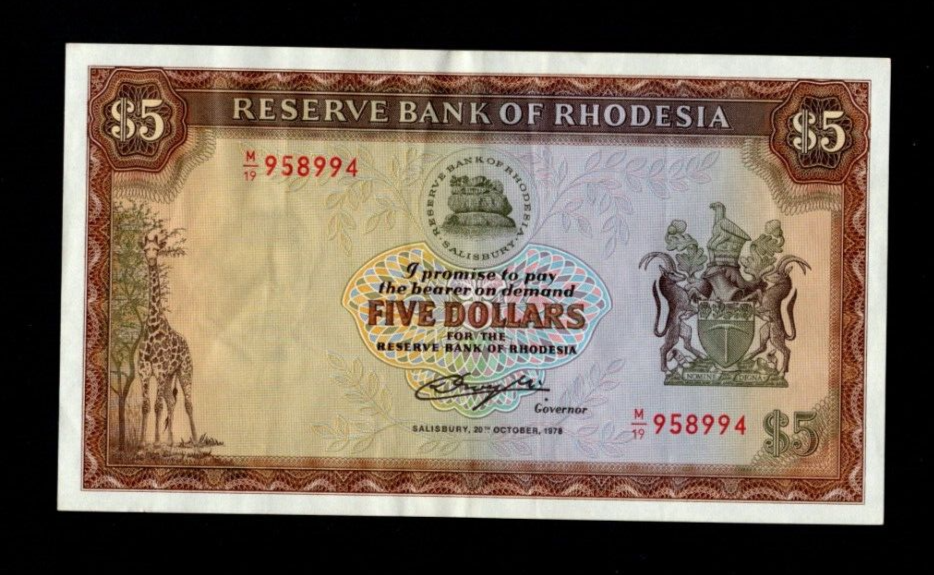 $5
RESERVE BANK OF RHODESIA
$5
M/19 958994
RESERVE BANK OF RHODESIA
SALISBURY
I promise to pay
the bearer on demand
FIVE DOLLARS
FOR THE
RESERVE BANK OF RHODESIA
Governor
SALISBURY, 20TH OCTOBER, 1978
M/19 958994
$5